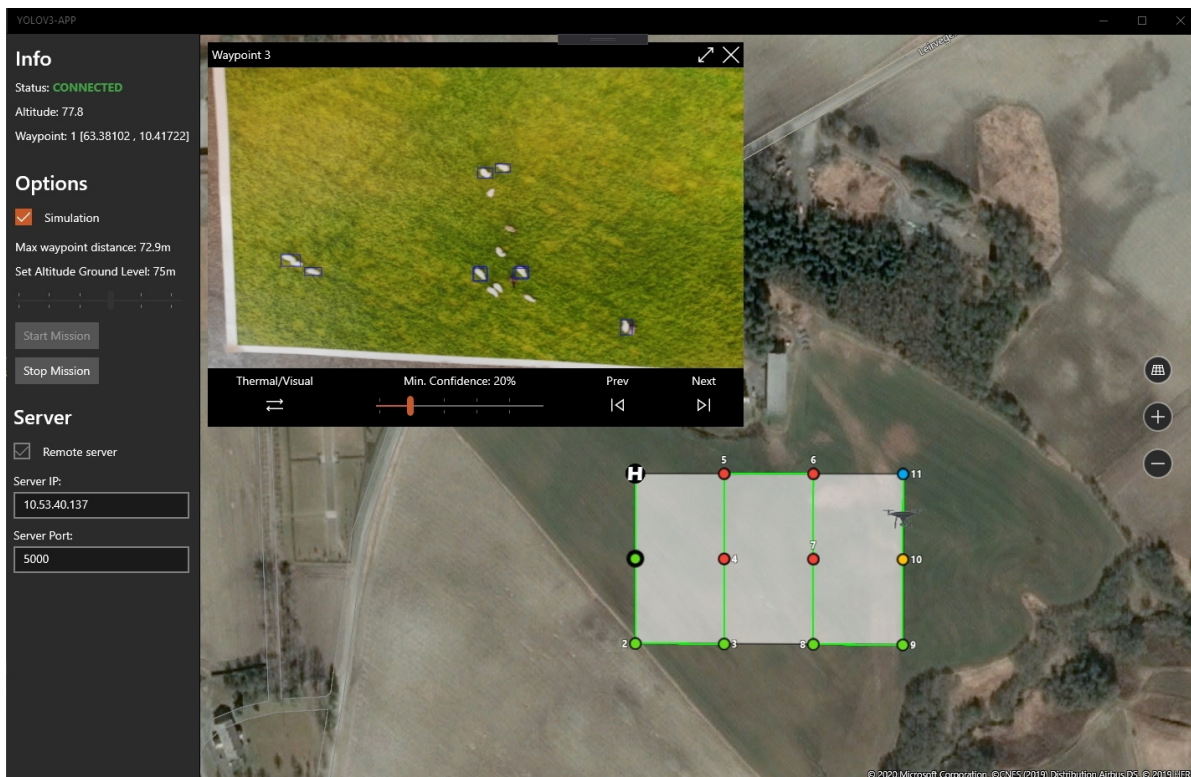 YOLOV3-APP
Info
Status: CONNECTED
Altitude: 77.8
Waypoint: 1 [63.38102 , 10.41722]
Options
Simulation
Max waypoint distance: 72.9m
Set Altitude Ground Level: 75m
Start Mission
Stop Mission
Server
Remote server
Server IP:
10.53.40.137
Server Port:
5000
Waypoint 3
Thermal/Visual
Min. Confidence: 20%
Prev
Next
H
5
6
11
4
7
10
2
3
8
9
© 2020 Microsoft Corporation, ©CNES (2019) Distribution Airbus DS, © 2019 HERE